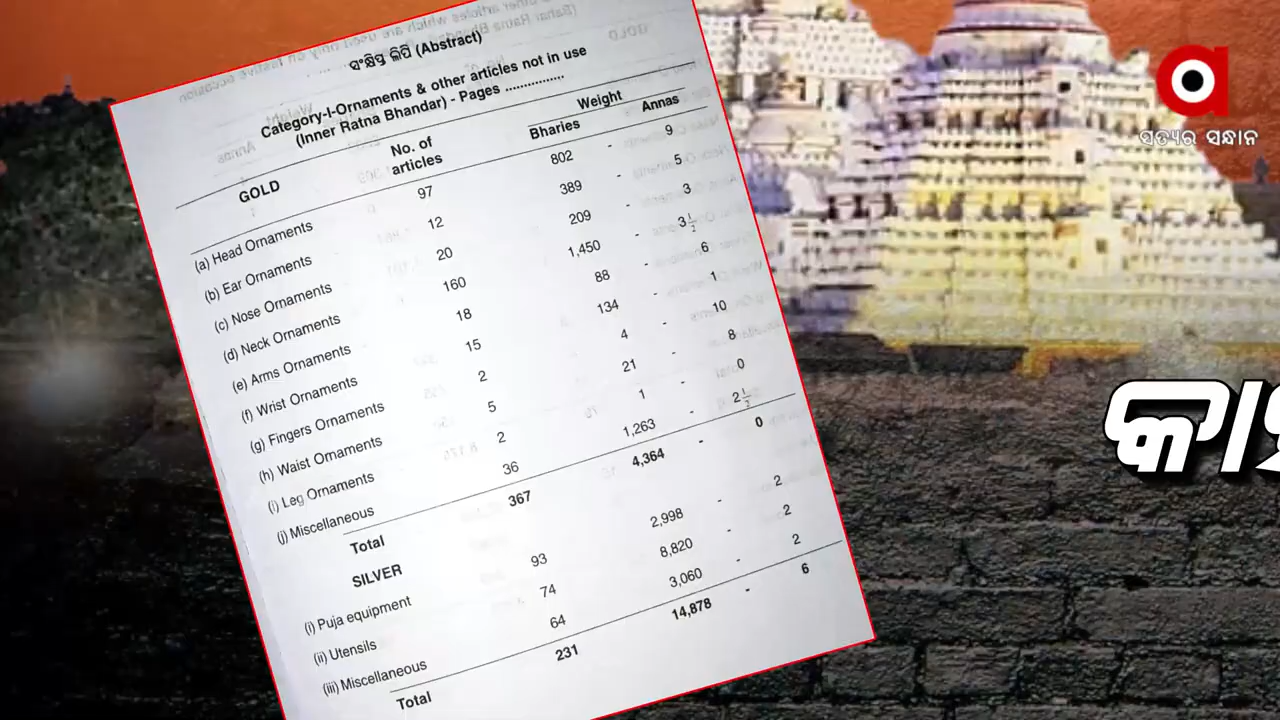 ସଂକ୍ଷିପ୍ତ ଲିପି (Abstract)
Category-I-Ornaments & other articles not in use
(Inner Ratna Bhandar) - Pages ...............
GOLD No. of articles Weight
Bharies Annas
(a) Head Ornaments 97 802 - 9
(b) Ear Ornaments 12 389 - 5
(c) Nose Ornaments 20 209 - 3
(d) Neck Ornaments 160 1,450 - 3½
(e) Arms Ornaments 18 88 - 6
(f) Wrist Ornaments 15 134 - 1
(g) Fingers Ornaments 2 4 - 10
(h) Waist Ornaments 5 21 - 8
(i) Leg Ornaments 2 1 - 0
(j) Miscellaneous 36 1,263 - 2½
Total 367 4,364 - 0
SILVER
(i) Puja equipment 93 2,998 - 2
(ii) Utensils 74 8,820 - 2
(iii) Miscellaneous 64 3,060 - 2
Total 231 14,878 - 6
ସତ୍ୟର ସନ୍ଧାନ